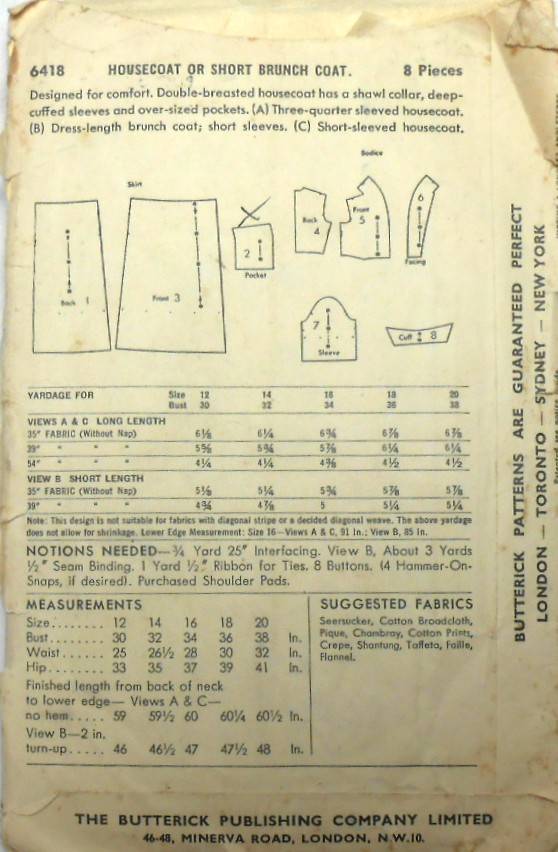 6418 HOUSECOAT OR SHORT BRUNCH COAT. 8 Pieces
Designed for comfort. Double-breasted housecoat has a shawl collar, deep-
cuffed sleeves and over-sized pockets. (A) Three-quarter sleeved housecoat.
(B) Dress-length brunch coat; short sleeves. (C) Short-sleeved housecoat.
Skirt
Bodice
Back 1
Front 3
2
Pocket
Back
4
Front
5
6
Facing
7
Sleeve
Cuff 8
YARDAGE FOR Size 12 14 16 18 20
Bust 30 32 34 36 38
VIEWS A & C LONG LENGTH
35" FABRIC (Without Nap) 6⅛ 6¼ 6¾ 6⅞ 6⅞
39" " " " 5⅝ 5¾ 5⅞ 6¼ 6¼
54" " " " 4¼ 4¼ 4⅜ 4½ 4½
VIEW B SHORT LENGTH
35" FABRIC (Without Nap) 5⅛ 5¼ 5¾ 5⅞ 5⅞
39" " " " 4¾ 4⅞ 5 5¼ 5¼
Note: This design is not suitable for fabrics with diagonal stripe or a decided diagonal weave. The above yardage
does not allow for shrinkage. Lower Edge Measurement: Size 16—Views A & C, 91 In.; View B, 85 In.
NOTIONS NEEDED—¾ Yard 25" Interfacing. View B, About 3 Yards
½" Seam Binding. 1 Yard ½" Ribbon for Ties. 8 Buttons. (4 Hammer-On-
Snaps, if desired). Purchased Shoulder Pads.
MEASUREMENTS
Size........ 12 14 16 18 20
Bust........ 30 32 34 36 38 In.
Waist...... 25 26½ 28 30 32 In.
Hip......... 33 35 37 39 41 In.
Finished length from back of neck
to lower edge— Views A & C—
no hem..... 59 59½ 60 60¼ 60½ In.
View B—2 in.
turn-up..... 46 46½ 47 47½ 48 In.
SUGGESTED FABRICS
Seersucker, Cotton Broadcloth,
Pique, Chambray, Cotton Prints,
Crepe, Shantung, Taffeta, Faille,
Flannel.
BUTTERICK PATTERNS ARE GUARANTEED PERFECT
LONDON — TORONTO — SYDNEY — NEW YORK
THE BUTTERICK PUBLISHING COMPANY LIMITED
46-48, MINERVA ROAD, LONDON, N.W.10.